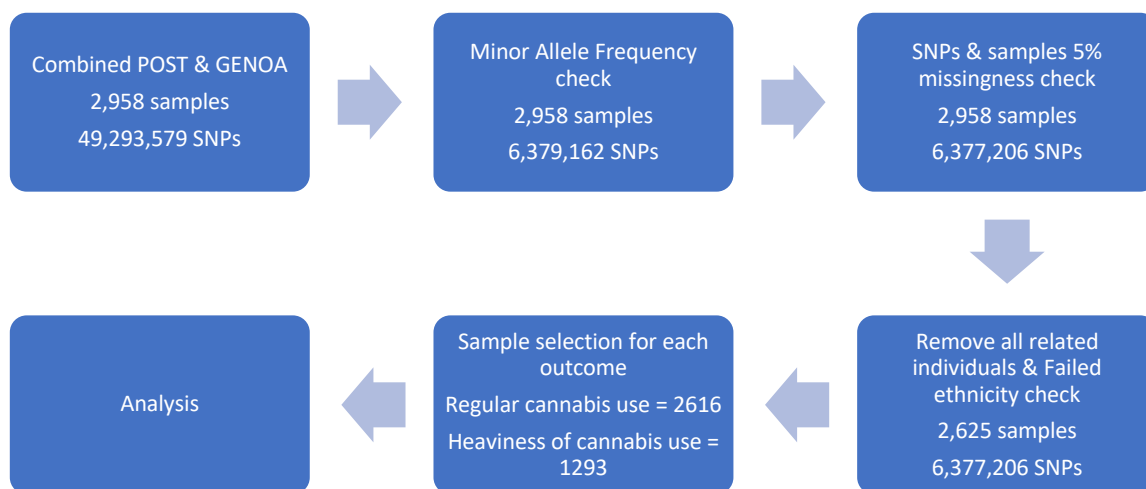 Combined POST & GENOA
2,958 samples
49,293,579 SNPs
Minor Allele Frequency
check
2,958 samples
6,379,162 SNPs
SNPs & samples 5%
missingness check
2,958 samples
6,377,206 SNPs
Remove all related
individuals & Failed
ethnicity check
2,625 samples
6,377,206 SNPs
Sample selection for each
outcome
Regular cannabis use = 2616
Heaviness of cannabis use =
1293
Analysis